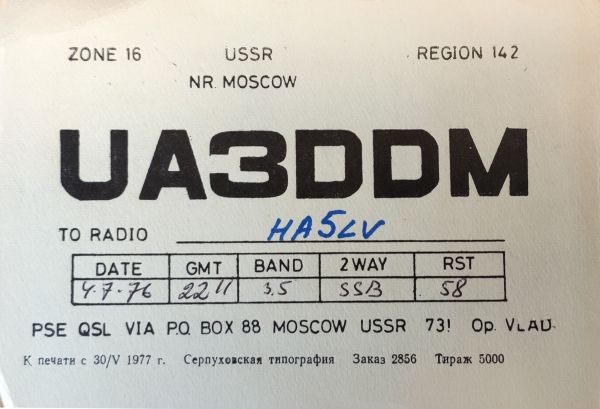 ZONE 16 USSR REGION 142
NR. MOSCOW
UA3DDM
TO RADIO HA5LV
DATE GMT BAND 2WAY RST
4.7-76 2211 3.5 SSB 58
PSE QSL VIA P.O. BOX 88 MOSCOW USSR 73! Op. VLAD.
К печати с 30/V 1977 г. Серпуховская типография Заказ 2856 Тираж 5000